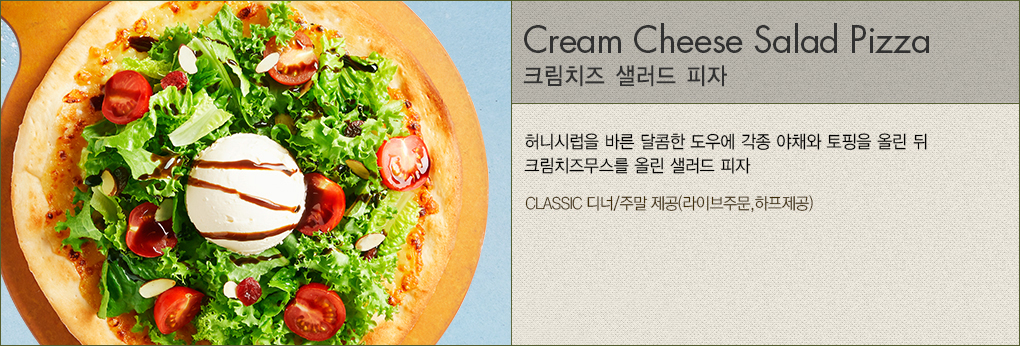 Cream Cheese Salad Pizza
크림치즈 샐러드 피자
허니시럽을 바른 달콤한 도우에 각종 야채와 토핑을 올린 뒤
크림치즈무스를 올린 샐러드 피자
CLASSIC 디너/주말 제공(라이브주문,하프제공)